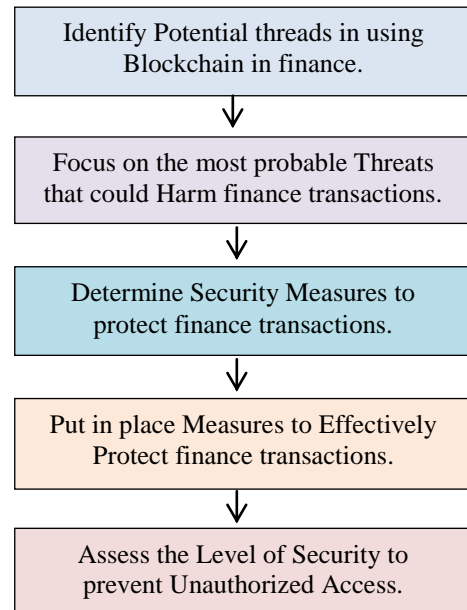 Identify Potential threads in using
Blockchain in finance.
Focus on the most probable Threats
that could Harm finance transactions.
Determine Security Measures to
protect finance transactions.
Put in place Measures to Effectively
Protect finance transactions.
Assess the Level of Security to
prevent Unauthorized Access.